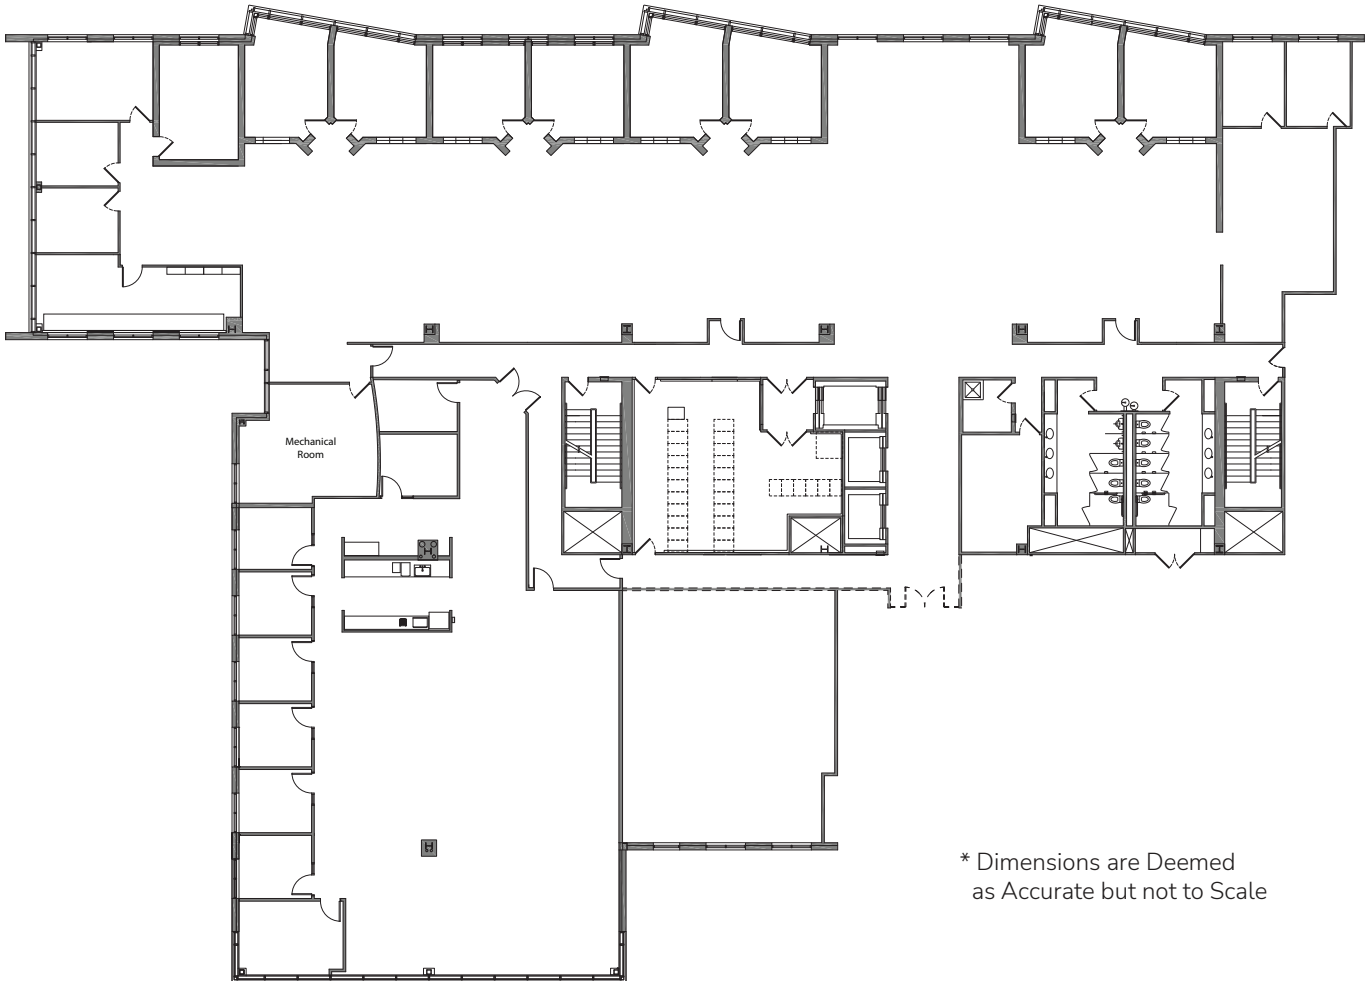 Mechanical
Room
* Dimensions are Deemed
as Accurate but not to Scale